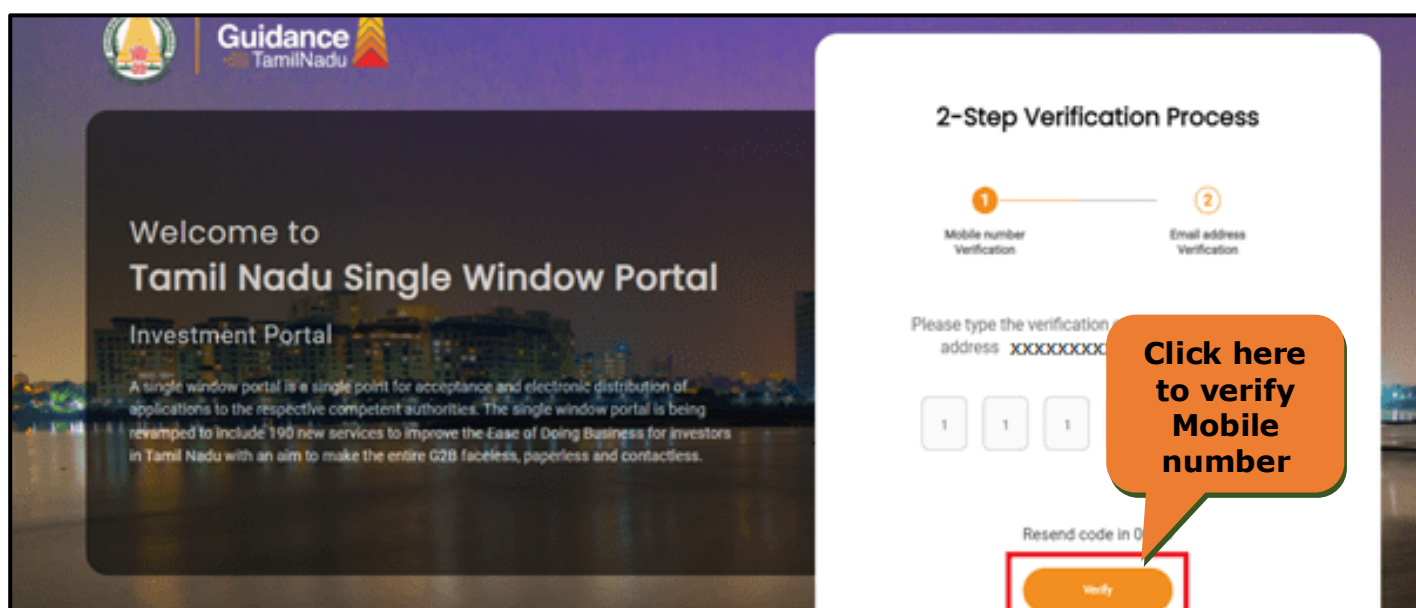 Guidance
TamilNadu
Welcome to
Tamil Nadu Single Window Portal
Investment Portal
A single window portal is a single point for acceptance and electronic distribution of
applications to the respective competent authorities. The single window portal is being
revamped to include 190 new services to improve the Ease of Doing Business for investors
in Tamil Nadu with an aim to make the entire G2B faceless, paperless and contactless.
2-Step Verification Process
1
2
Mobile number
Verification
Email address
Verification
Please type the verification
address XXXXXXXXX
1 1 1
Click here
to verify
Mobile
number
Resend code in 0
Verify